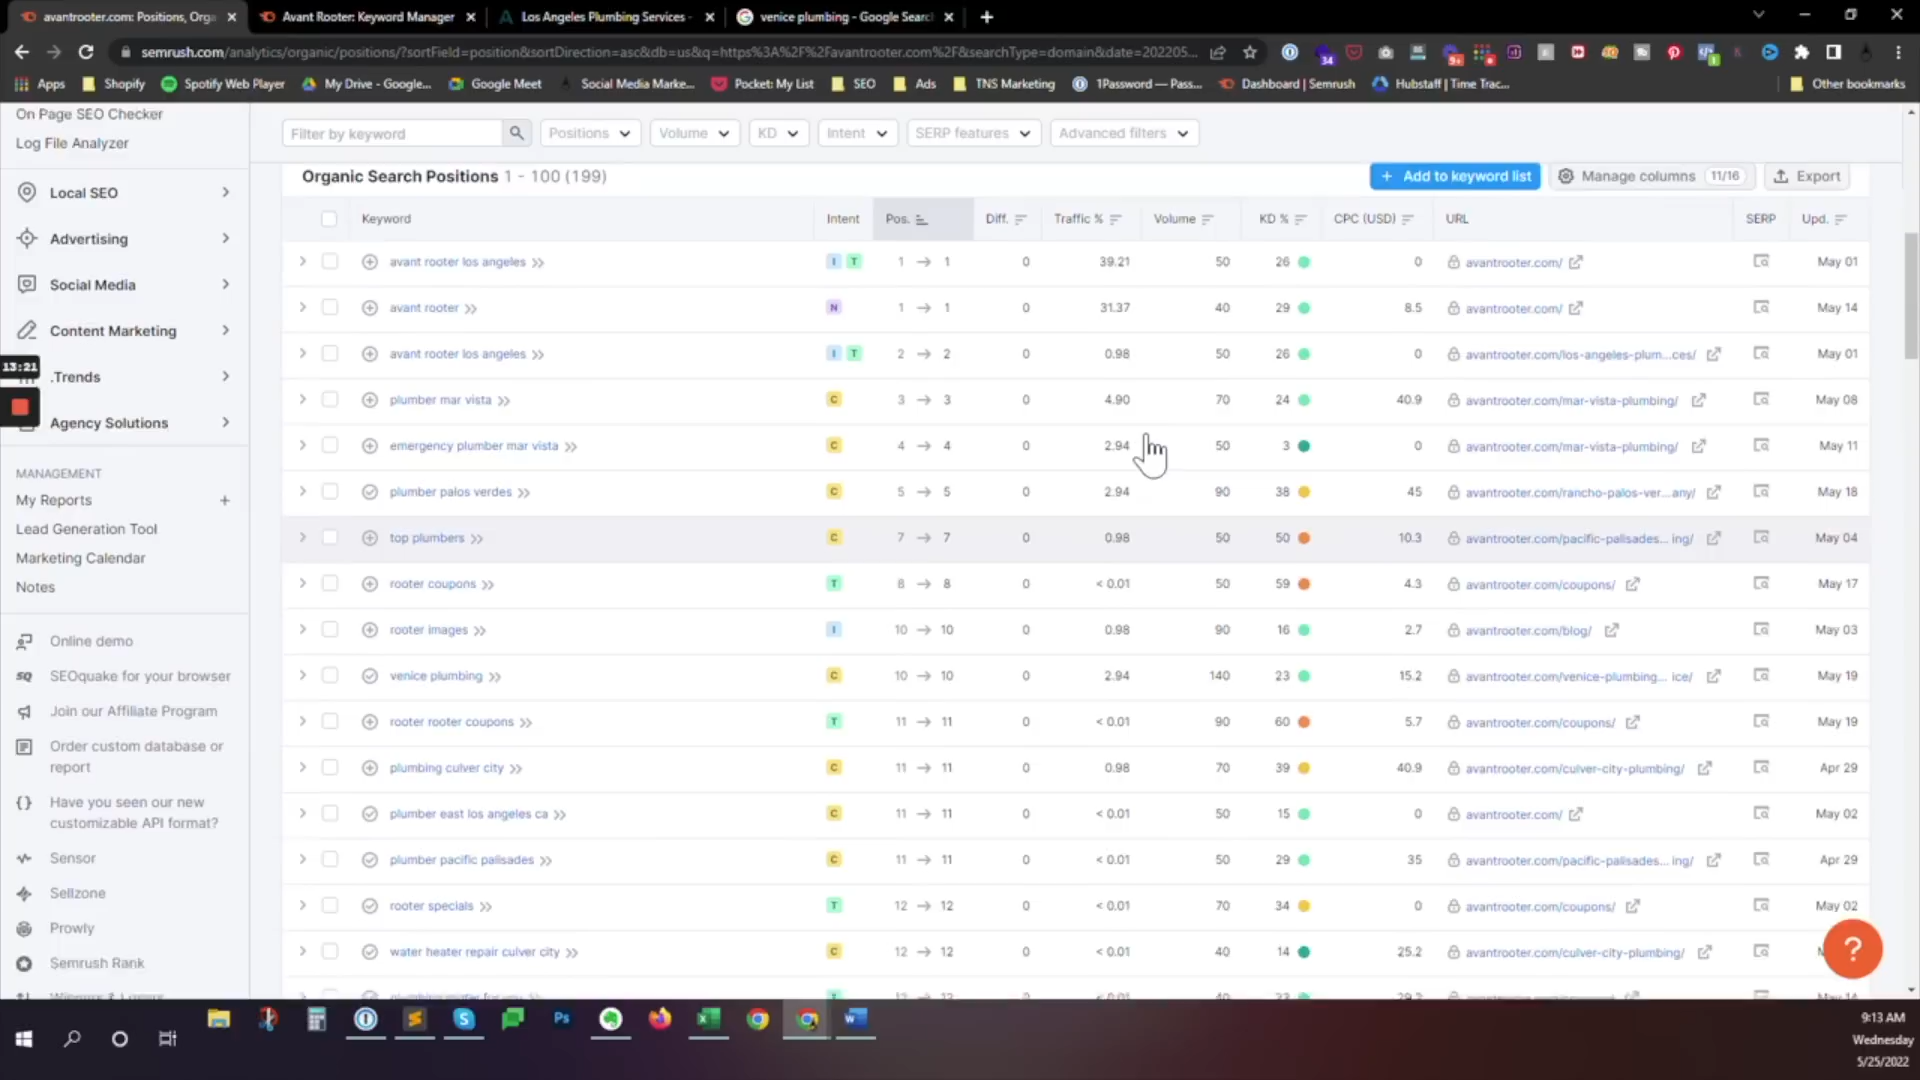 avantrooter.com: Positions, Orga
Avant Rooter: Keyword Manager
Los Angeles Plumbing Services -
venice plumbing - Google Search
semrush.com/analytics/organic/positions/?sortField=position&sortDirection=asc&db=us&q=https%3A%2F%2Favantrooter.com%2F&searchType=domain&date=202205...
Apps Shopify Spotify Web Player My Drive - Google... Google Meet Social Media Marke... Pocket: My List SEO Ads TNS Marketing 1Password — Pass... Dashboard | Semrush Hubstaff | Time Trac... Other bookmarks
On Page SEO Checker
Log File Analyzer
Local SEO
Advertising
Social Media
Content Marketing
13:21
.Trends
Agency Solutions
MANAGEMENT
My Reports +
Lead Generation Tool
Marketing Calendar
Notes
Online demo
SEOquake for your browser
Join our Affiliate Program
Order custom database or
report
Have you seen our new
customizable API format?
Sensor
Sellzone
Prowly
Semrush Rank
Filter by keyword Positions Volume KD Intent SERP features Advanced filters
Organic Search Positions 1 - 100 (199)
+ Add to keyword list Manage columns 11/16 Export
Keyword Intent Pos. Diff. Traffic % Volume KD % CPC (USD) URL SERP Upd.
avant rooter los angeles I T 1 → 1 0 39.21 50 26 0 avantrooter.com/ May 01
avant rooter N 1 → 1 0 31.37 40 29 8.5 avantrooter.com/ May 14
avant rooter los angeles I T 2 → 2 0 0.98 50 26 0 avantrooter.com/los-angeles-plum...ces/ May 01
plumber mar vista C 3 → 3 0 4.90 70 24 40.9 avantrooter.com/mar-vista-plumbing/ May 08
emergency plumber mar vista C 4 → 4 0 2.94 50 3 0 avantrooter.com/mar-vista-plumbing/ May 11
plumber palos verdes C 5 → 5 0 2.94 90 38 45 avantrooter.com/rancho-palos-ver...any/ May 18
top plumbers C 7 → 7 0 0.98 50 50 10.3 avantrooter.com/pacific-palisades... ing/ May 04
rooter coupons T 8 → 8 0 < 0.01 50 59 4.3 avantrooter.com/coupons/ May 17
rooter images I 10 → 10 0 0.98 90 16 2.7 avantrooter.com/blog/ May 03
venice plumbing C 10 → 10 0 2.94 140 23 15.2 avantrooter.com/venice-plumbing... ice/ May 19
rooter rooter coupons T 11 → 11 0 < 0.01 90 60 5.7 avantrooter.com/coupons/ May 19
plumbing culver city C 11 → 11 0 0.98 70 39 40.9 avantrooter.com/culver-city-plumbing/ Apr 29
plumber east los angeles ca C 11 → 11 0 < 0.01 50 15 0 avantrooter.com/ May 02
plumber pacific palisades C 11 → 11 0 < 0.01 50 29 35 avantrooter.com/pacific-palisades... ing/ Apr 29
rooter specials T 12 → 12 0 < 0.01 70 34 0 avantrooter.com/coupons/ May 02
water heater repair culver city C 12 → 12 0 < 0.01 40 14 25.2 avantrooter.com/culver-city-plumbing/
?
9:13 AM
Wednesday
5/25/2022